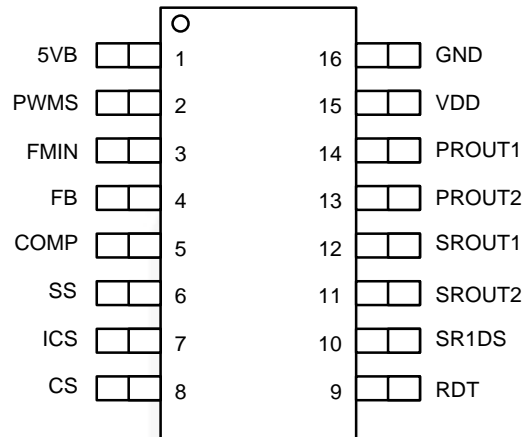 5VB 1 16 GND
PWMS 2 15 VDD
FMIN 3 14 PROUT1
FB 4 13 PROUT2
COMP 5 12 SROUT1
SS 6 11 SROUT2
ICS 7 10 SR1DS
CS 8 9 RDT